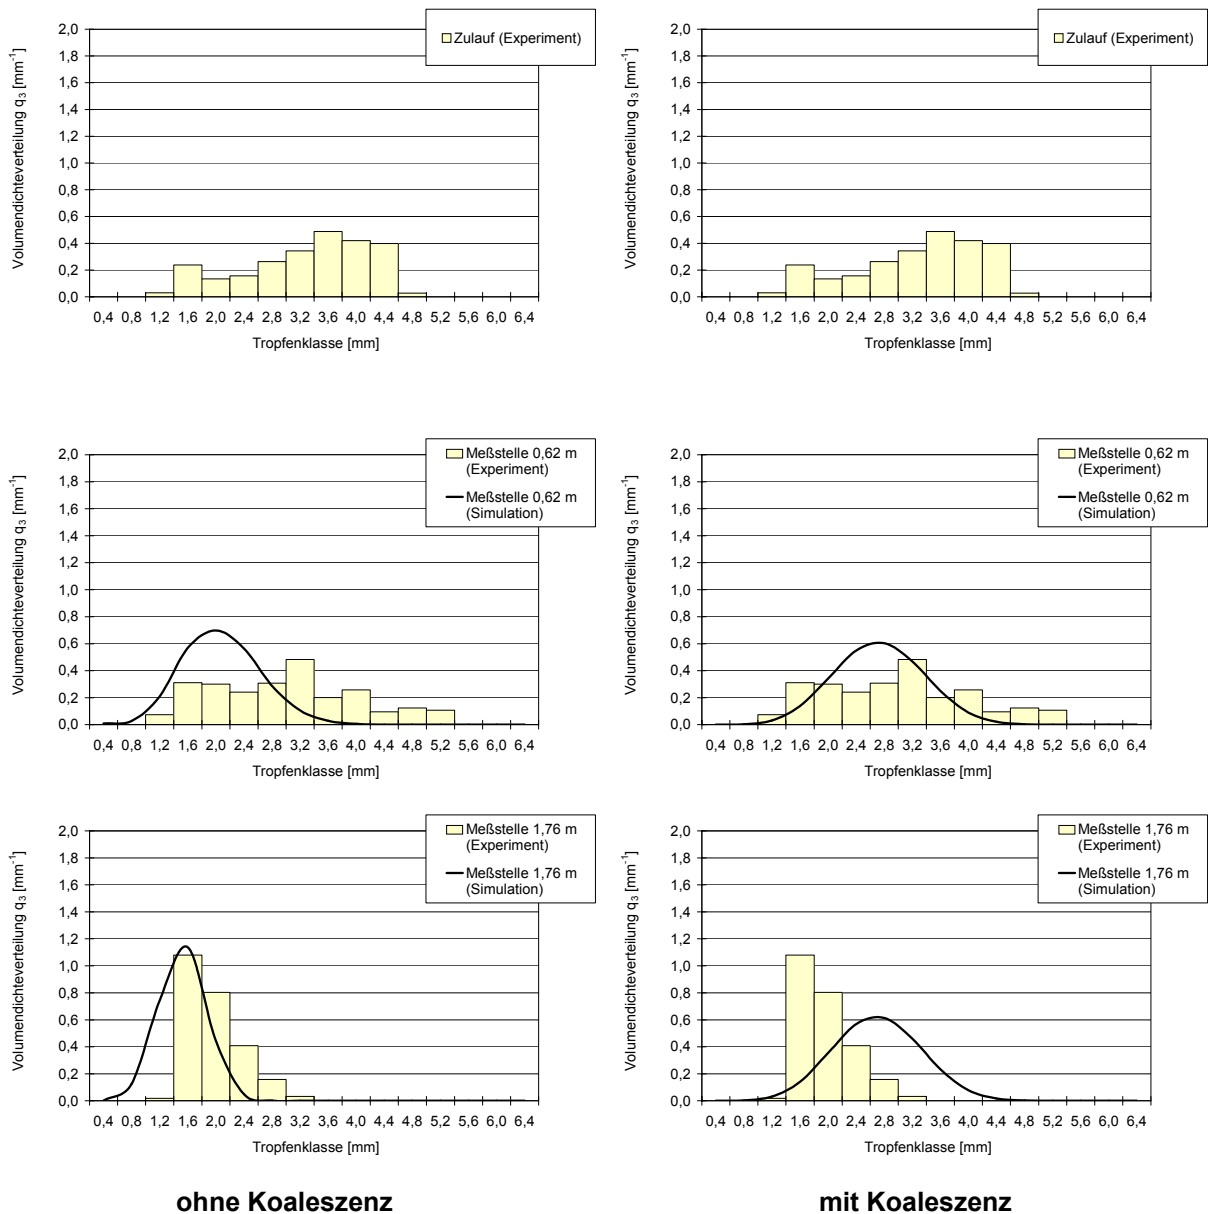 Volumendichteverteilung q₃ [mm⁻¹]
2,0
1,8
1,6
1,4
1,2
1,0
0,8
0,6
0,4
0,2
0,0
Zulauf (Experiment)
0,4 0,8 1,2 1,6 2,0 2,4 2,8 3,2 3,6 4,0 4,4 4,8 5,2 5,6 6,0 6,4
Tropfenklasse [mm]
Volumendichteverteilung q₃ [mm⁻¹]
2,0
1,8
1,6
1,4
1,2
1,0
0,8
0,6
0,4
0,2
0,0
Zulauf (Experiment)
0,4 0,8 1,2 1,6 2,0 2,4 2,8 3,2 3,6 4,0 4,4 4,8 5,2 5,6 6,0 6,4
Tropfenklasse [mm]
Volumendichteverteilung q₃ [mm⁻¹]
2,0
1,8
1,6
1,4
1,2
1,0
0,8
0,6
0,4
0,2
0,0
Meßstelle 0,62 m
(Experiment)
Meßstelle 0,62 m
(Simulation)
0,4 0,8 1,2 1,6 2,0 2,4 2,8 3,2 3,6 4,0 4,4 4,8 5,2 5,6 6,0 6,4
Tropfenklasse [mm]
Volumendichteverteilung q₃ [mm⁻¹]
2,0
1,8
1,6
1,4
1,2
1,0
0,8
0,6
0,4
0,2
0,0
Meßstelle 0,62 m
(Experiment)
Meßstelle 0,62 m
(Simulation)
0,4 0,8 1,2 1,6 2,0 2,4 2,8 3,2 3,6 4,0 4,4 4,8 5,2 5,6 6,0 6,4
Tropfenklasse [mm]
Volumendichteverteilung q₃ [mm⁻¹]
2,0
1,8
1,6
1,4
1,2
1,0
0,8
0,6
0,4
0,2
0,0
Meßstelle 1,76 m
(Experiment)
Meßstelle 1,76 m
(Simulation)
0,4 0,8 1,2 1,6 2,0 2,4 2,8 3,2 3,6 4,0 4,4 4,8 5,2 5,6 6,0 6,4
Tropfenklasse [mm]
Volumendichteverteilung q₃ [mm⁻¹]
2,0
1,8
1,6
1,4
1,2
1,0
0,8
0,6
0,4
0,2
0,0
Meßstelle 1,76 m
(Experiment)
Meßstelle 1,76 m
(Simulation)
0,4 0,8 1,2 1,6 2,0 2,4 2,8 3,2 3,6 4,0 4,4 4,8 5,2 5,6 6,0 6,4
Tropfenklasse [mm]
ohne Koaleszenz
mit Koaleszenz